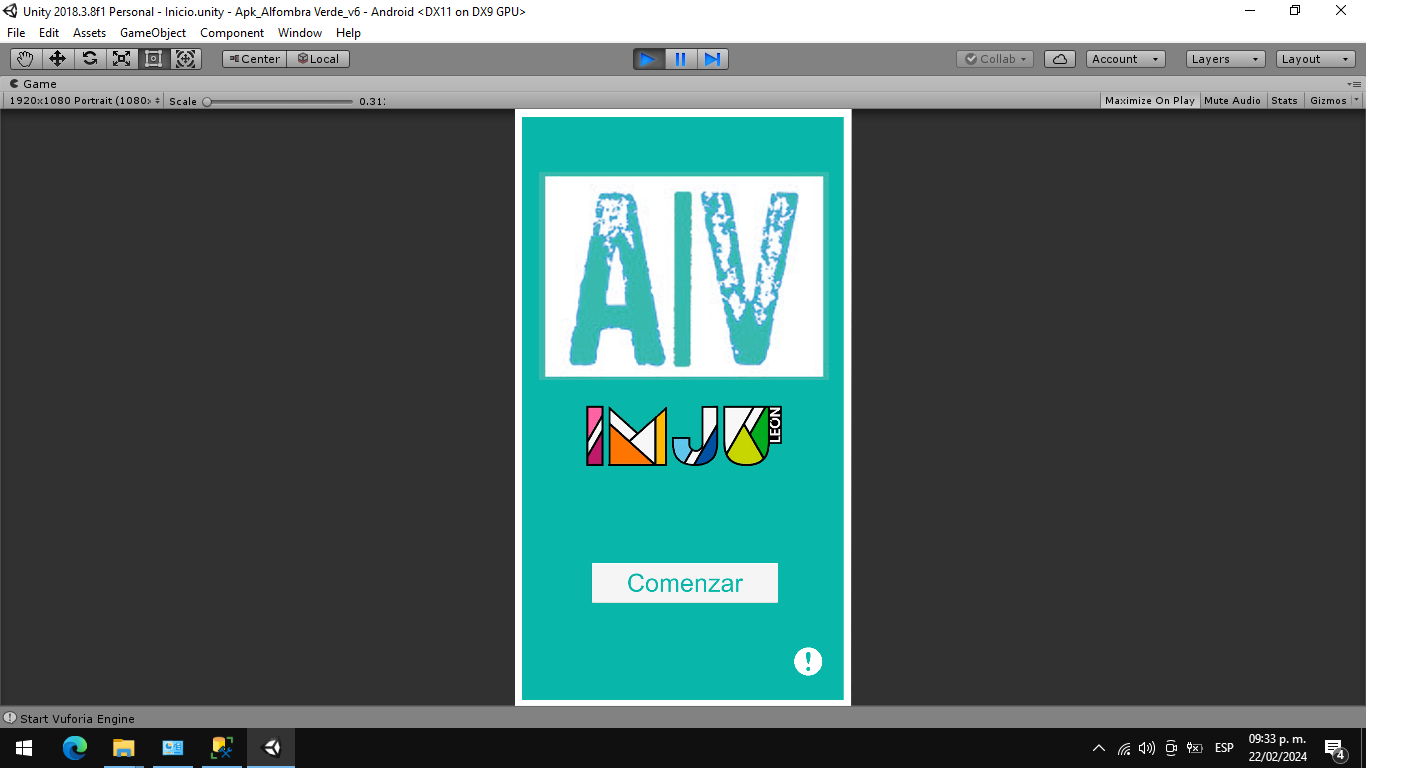 Unity 2018.3.8f1 Personal - Inicio.unity - Apk_Alfombra Verde_v6 - Android <DX11 on DX9 GPU>
File Edit Assets GameObject Component Window Help
Center Local Collab Account Layers Layout
Game
1920x1080 Portrait (1080x Scale 0.31: Maximize On Play Mute Audio Stats Gizmos
A|V
IMJU LEÓN
Comenzar
!
Start Vuforia Engine
ESP 09:33 p. m.
22/02/2024
4